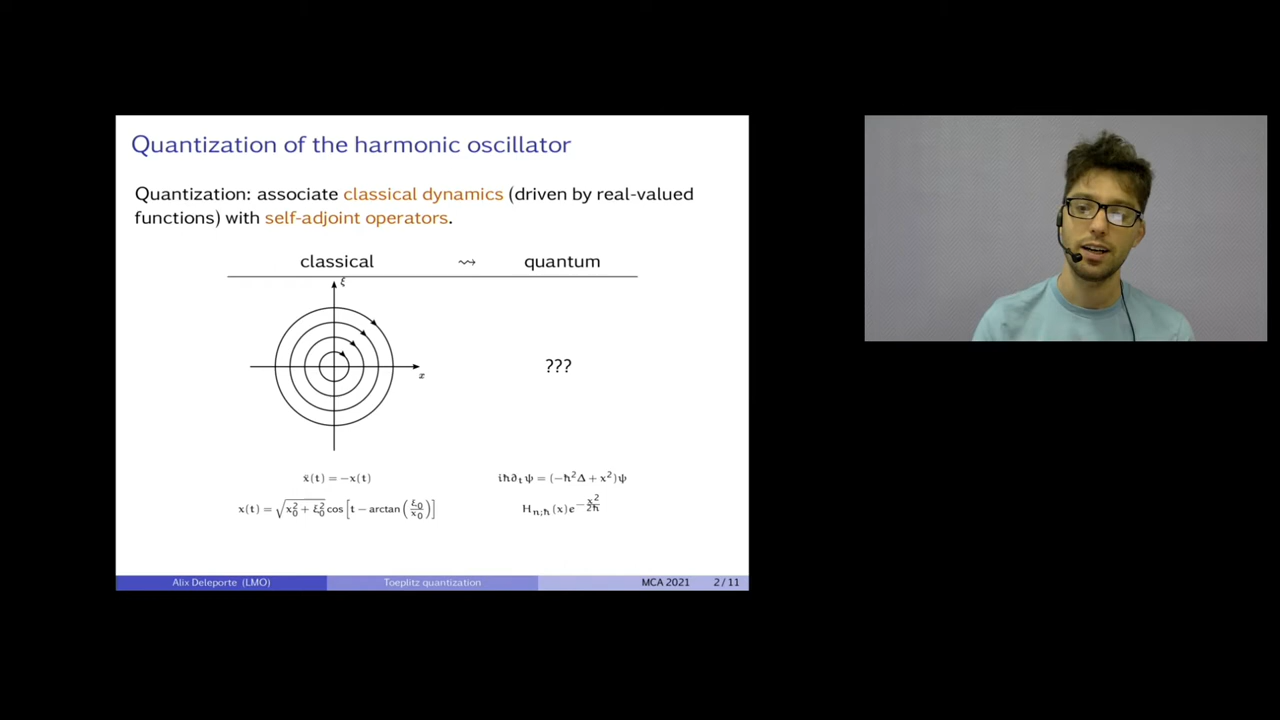 Quantization of the harmonic oscillator
Quantization: associate classical dynamics (driven by real-valued
functions) with self-adjoint operators.
classical ⇝ quantum
ξ
x
???
ẍ(t) = −x(t)
iħ∂ₜψ = (−ħ²Δ + x²)ψ
x(t) = √(x₀² + ξ₀²) cos [t − arctan (ξ₀/x₀)]
Hₙ;ħ(x)e^(−x²/2ħ)
Alix Deleporte (LMO) Toeplitz quantization MCA 2021 2 / 11